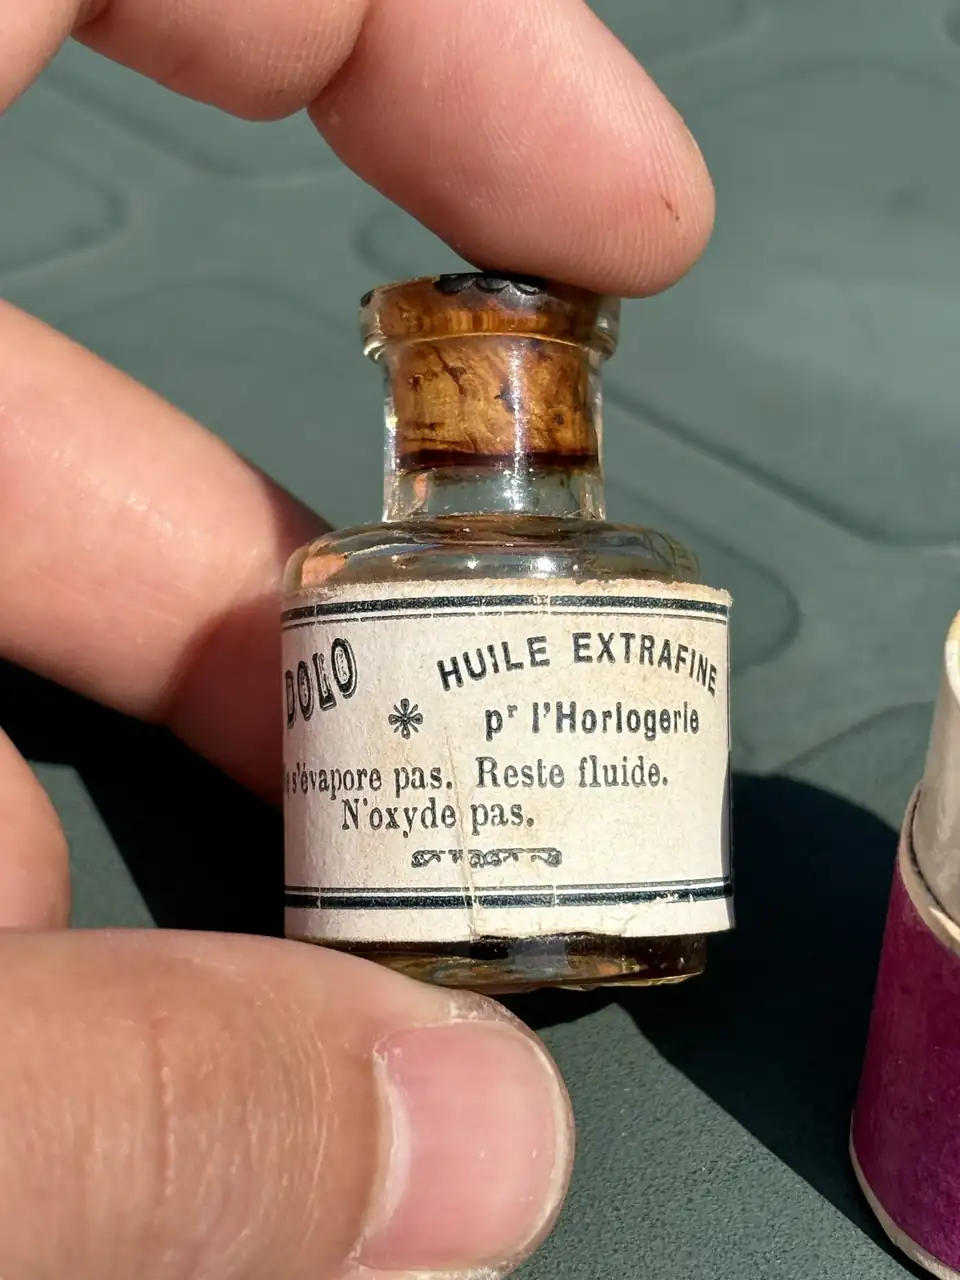 DOLO
HUILE EXTRAFINE
pʳ l'Horlogerie
s'évapore pas. Reste fluide.
N'oxyde pas.